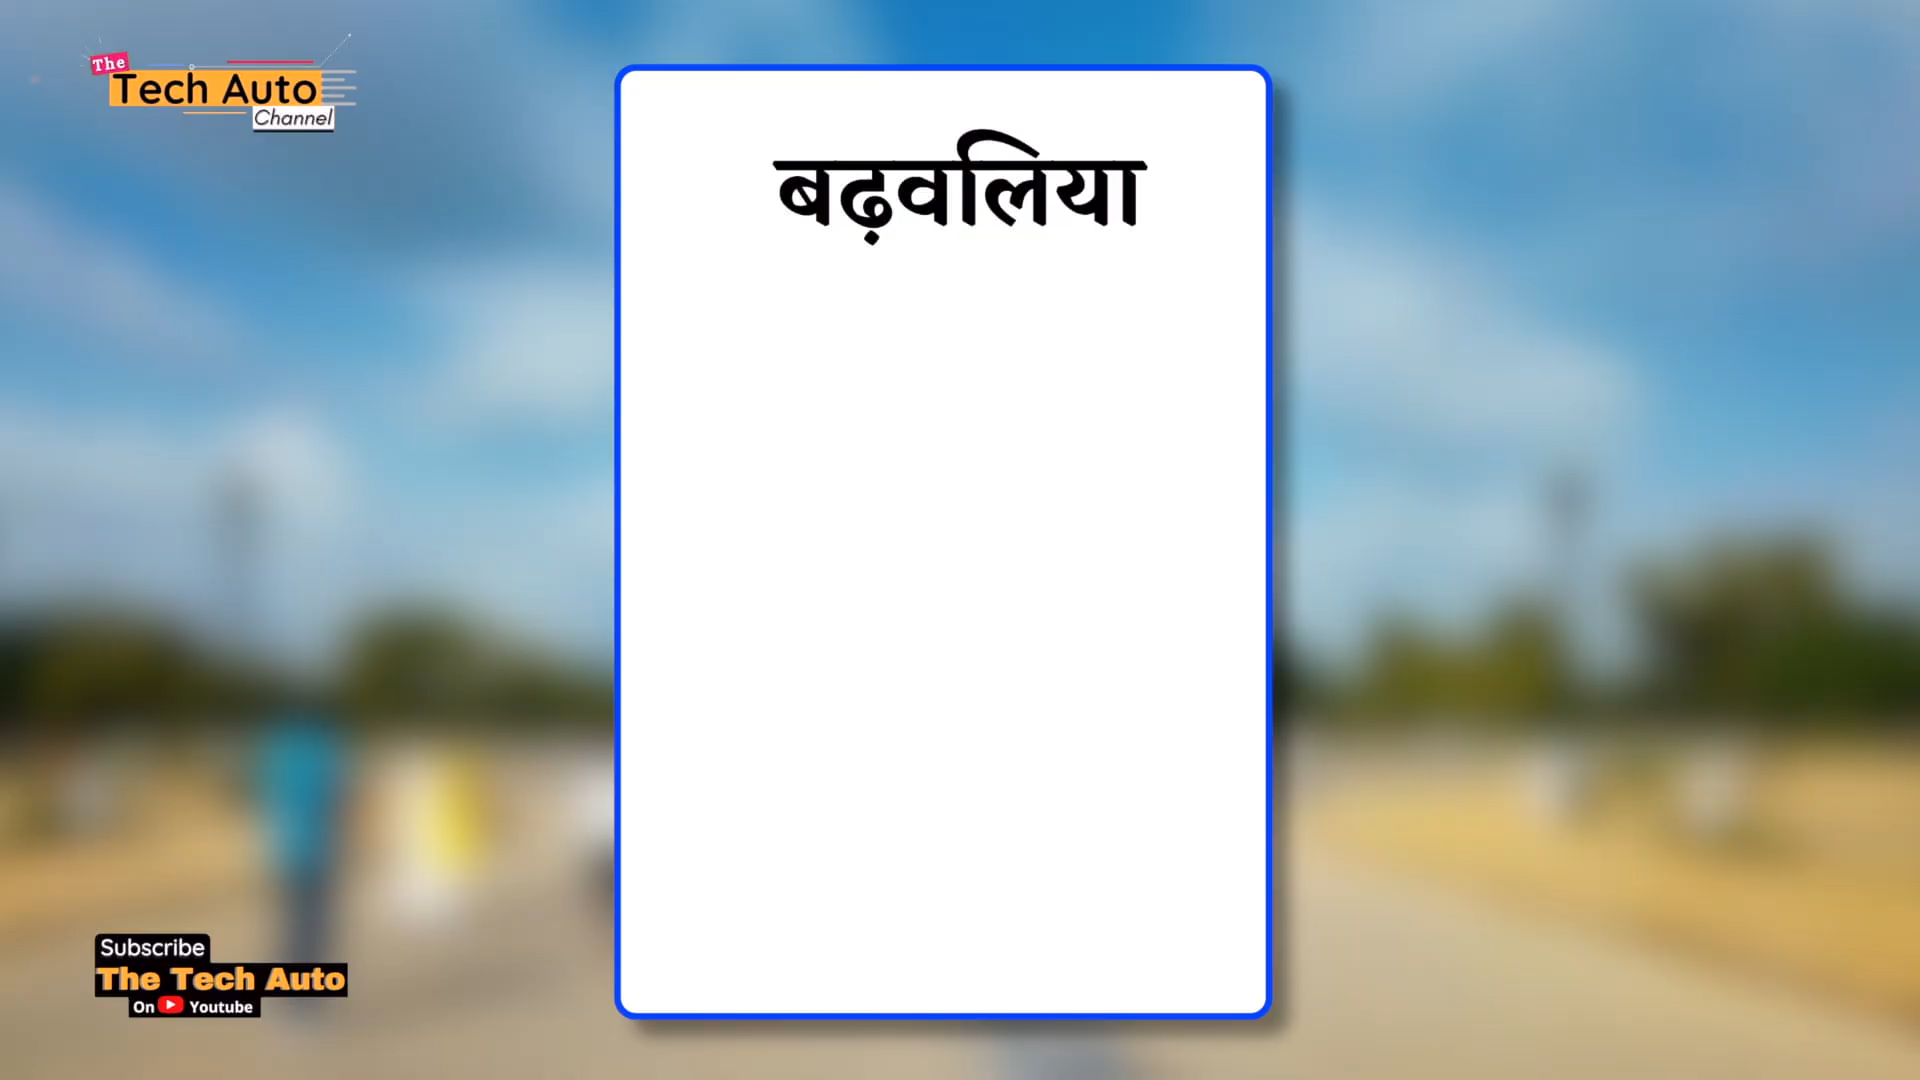 The
Tech Auto
Channel
बढ़वलिया
Subscribe
The Tech Auto
On Youtube